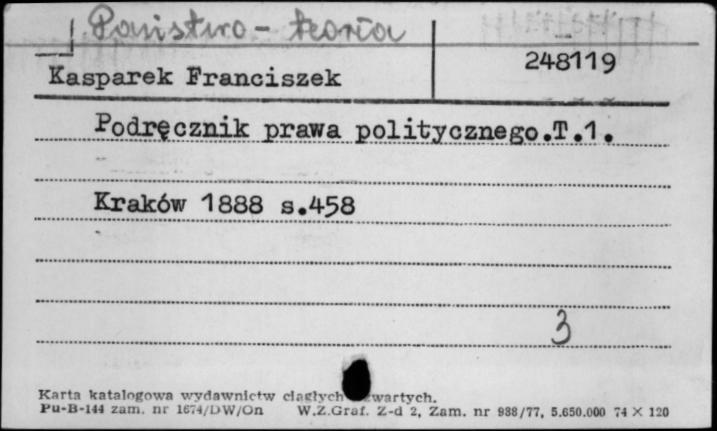 Państwo - teoria
248119
Kasparek Franciszek
Podręcznik prawa politycznego.T.1.
Kraków 1888 s.458
3
Karta katalogowa wydawnictw ciągłych zwartych.
Pu-B-144 zam. nr 1674/DW/On W.Z.Graf. Z-d 2, Zam. nr 988/77, 5.650.000 74 X 120